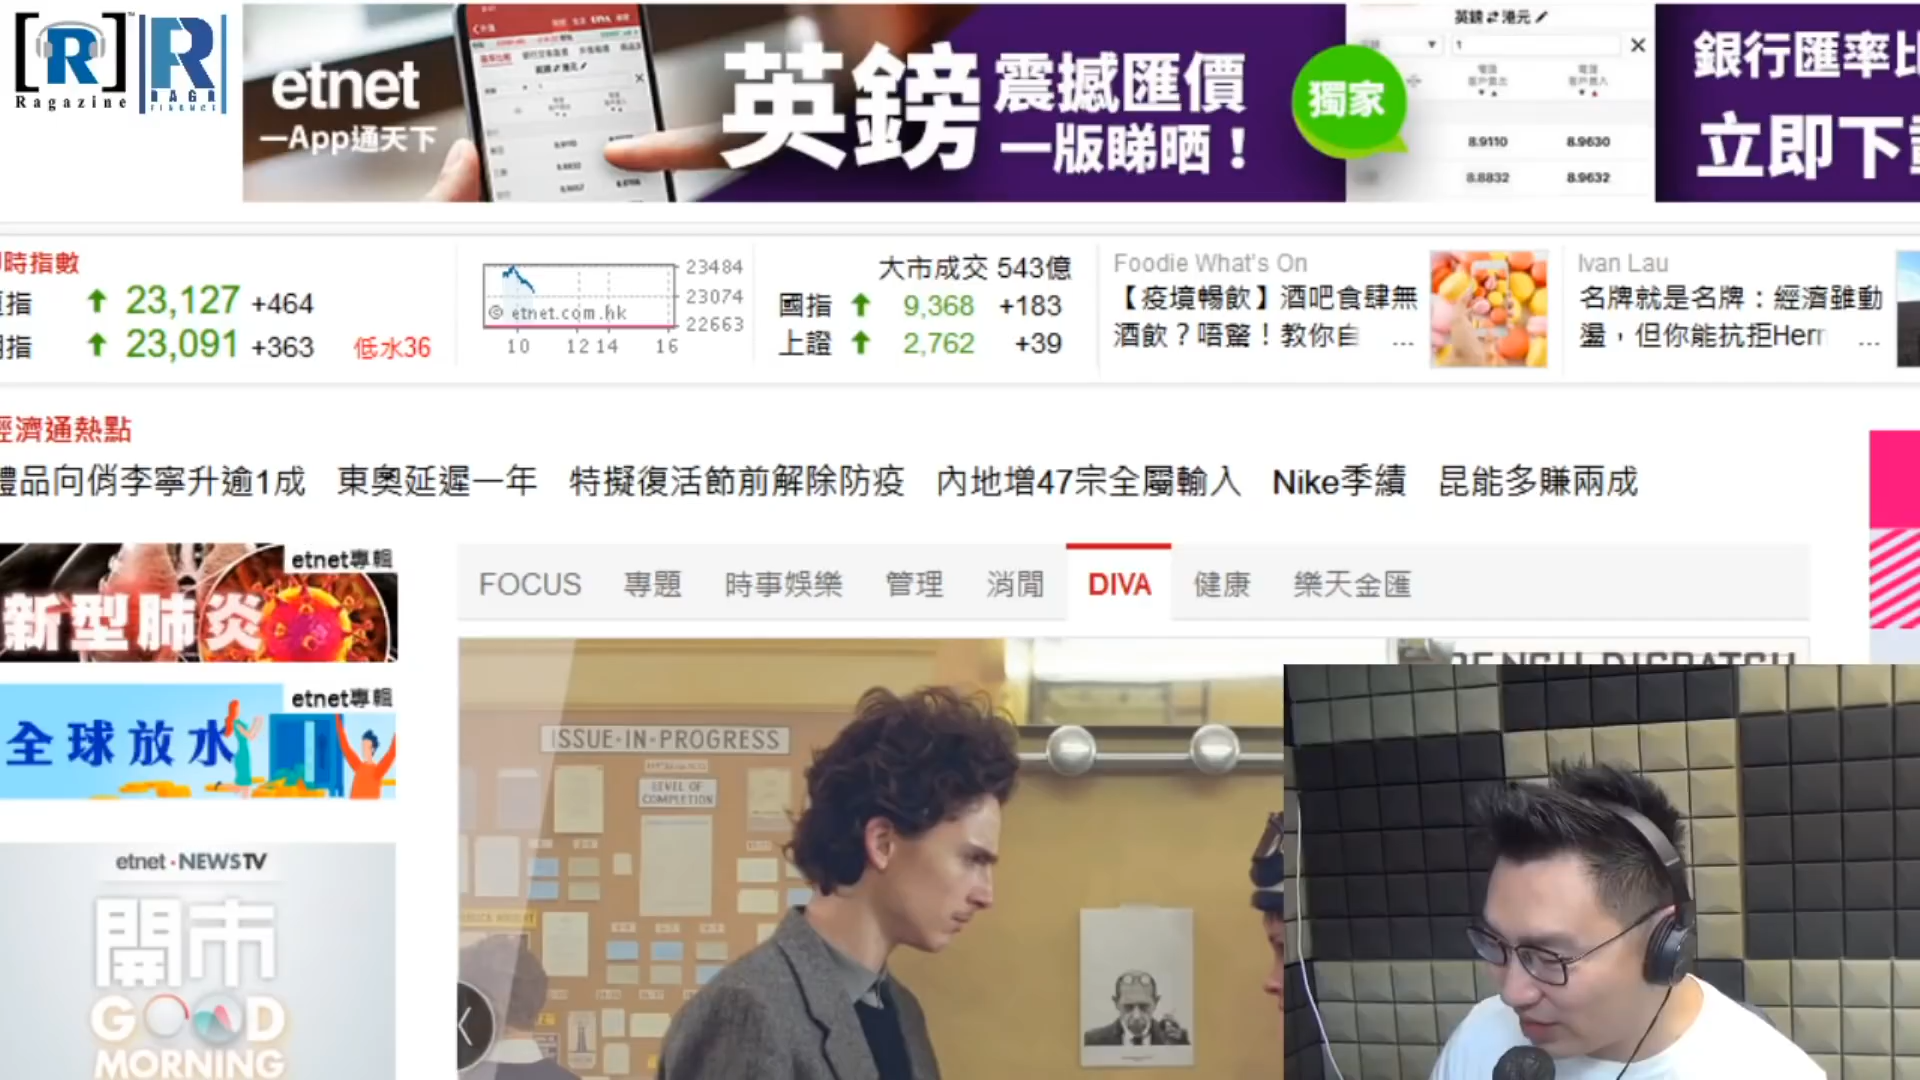 [R]
Ragazine
R
RAGA
FINANCE
etnet
—App通天下
英鎊
震撼匯價
一版睇晒！
獨家
英鎊⇄港元
1
8.9110 8.9630
8.8832 8.9632
銀行匯率比
立即下載
即時指數
恒指 23,127 +464
期指 23,091 +363 低水36
© etnet.com.hk
23484
23074
22663
10 12 14 16
大市成交 543億
國指 9,368 +183
上證 2,762 +39
Foodie What's On
【疫境暢飲】酒吧食肆無
酒飲？唔驚！教你自 ...
Ivan Lau
名牌就是名牌：經濟雖動
盪，但你能抗拒Herm ...
經濟通熱點
體品向俏李寧升逾1成 東奧延遲一年 特擬復活節前解除防疫 內地增47宗全屬輸入 Nike季績 昆能多賺兩成
etnet專輯
新型肺炎
etnet專輯
全球放水
etnet·NEWSTV
開市
GOOD
MORNING
FOCUS 專題 時事娛樂 管理 消閒 DIVA 健康 樂天金匯
ISSUE-IN-PROGRESS
LEVEL OF
COMPLETION